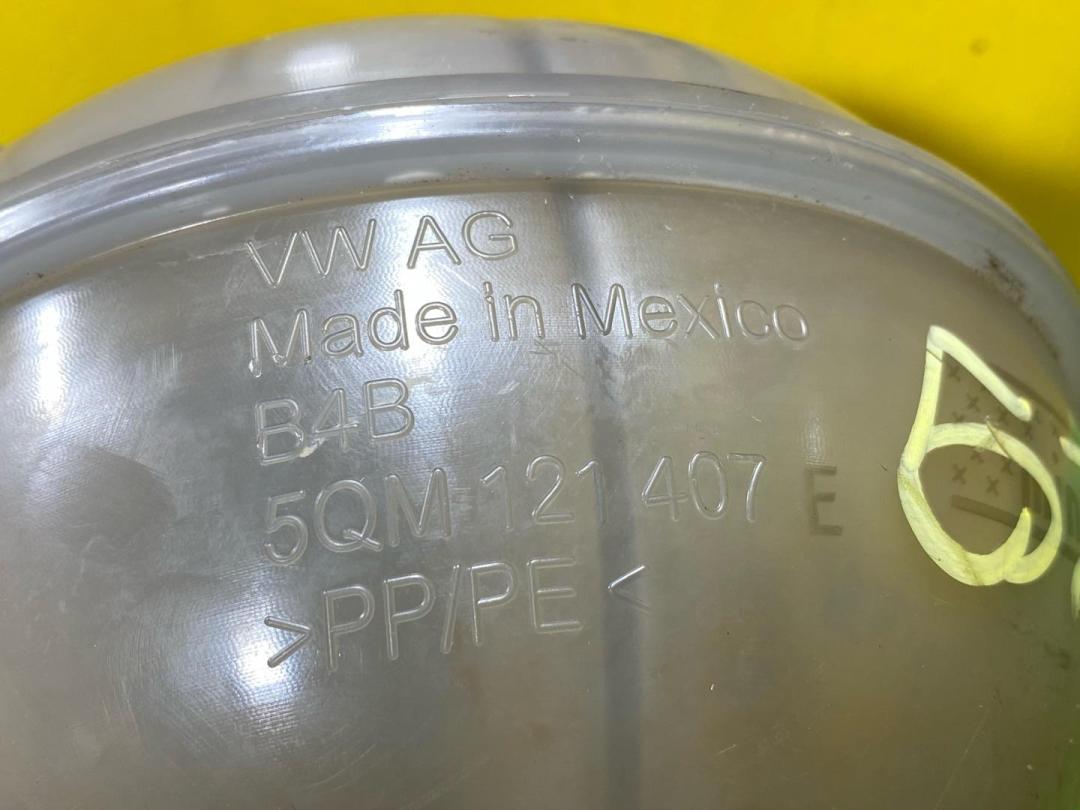 VW AG
Made in Mexico
B4B
5QM 121 407 E
>PP/PE<